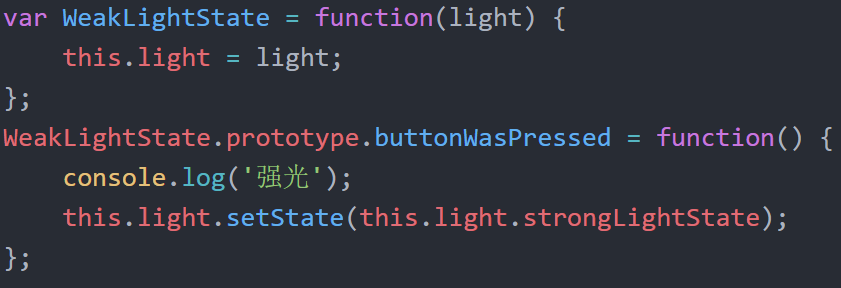 var WeakLightState = function(light) {
    this.light = light;
};
WeakLightState.prototype.buttonWasPressed = function() {
    console.log('强光');
    this.light.setState(this.light.strongLightState);
};